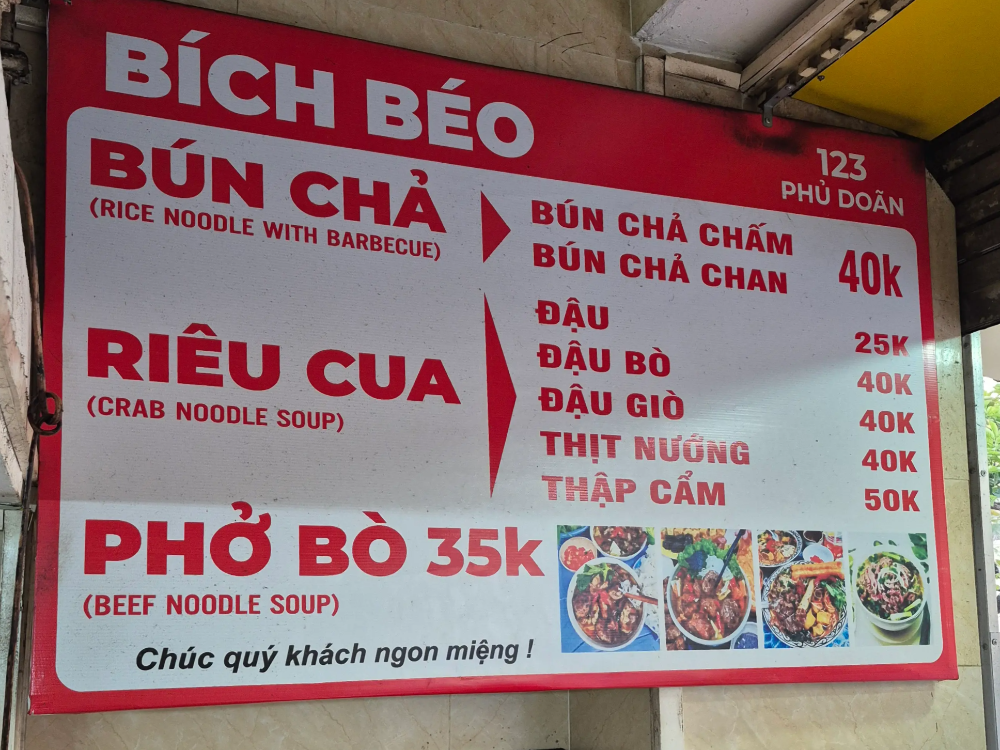 BÍCH BÉO
123
PHỦ DOÃN
BÚN CHẢ
(RICE NOODLE WITH BARBECUE)
BÚN CHẢ CHẤM
BÚN CHẢ CHAN
40k
RIÊU CUA
(CRAB NOODLE SOUP)
ĐẬU 25K
ĐẬU BÒ 40K
ĐẬU GIÒ 40K
THỊT NƯỚNG 40K
THẬP CẨM 50K
PHỞ BÒ 35k
(BEEF NOODLE SOUP)
Chúc quý khách ngon miệng !